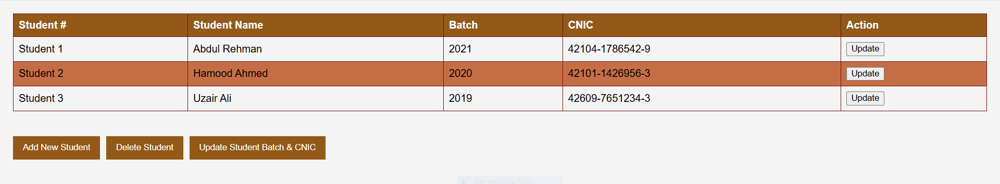 Student # Student Name Batch CNIC Action
Student 1 Abdul Rehman 2021 42104-1786542-9 Update
Student 2 Hamood Ahmed 2020 42101-1426956-3 Update
Student 3 Uzair Ali 2019 42609-7651234-3 Update
Add New Student Delete Student Update Student Batch & CNIC
Rectangular Snip